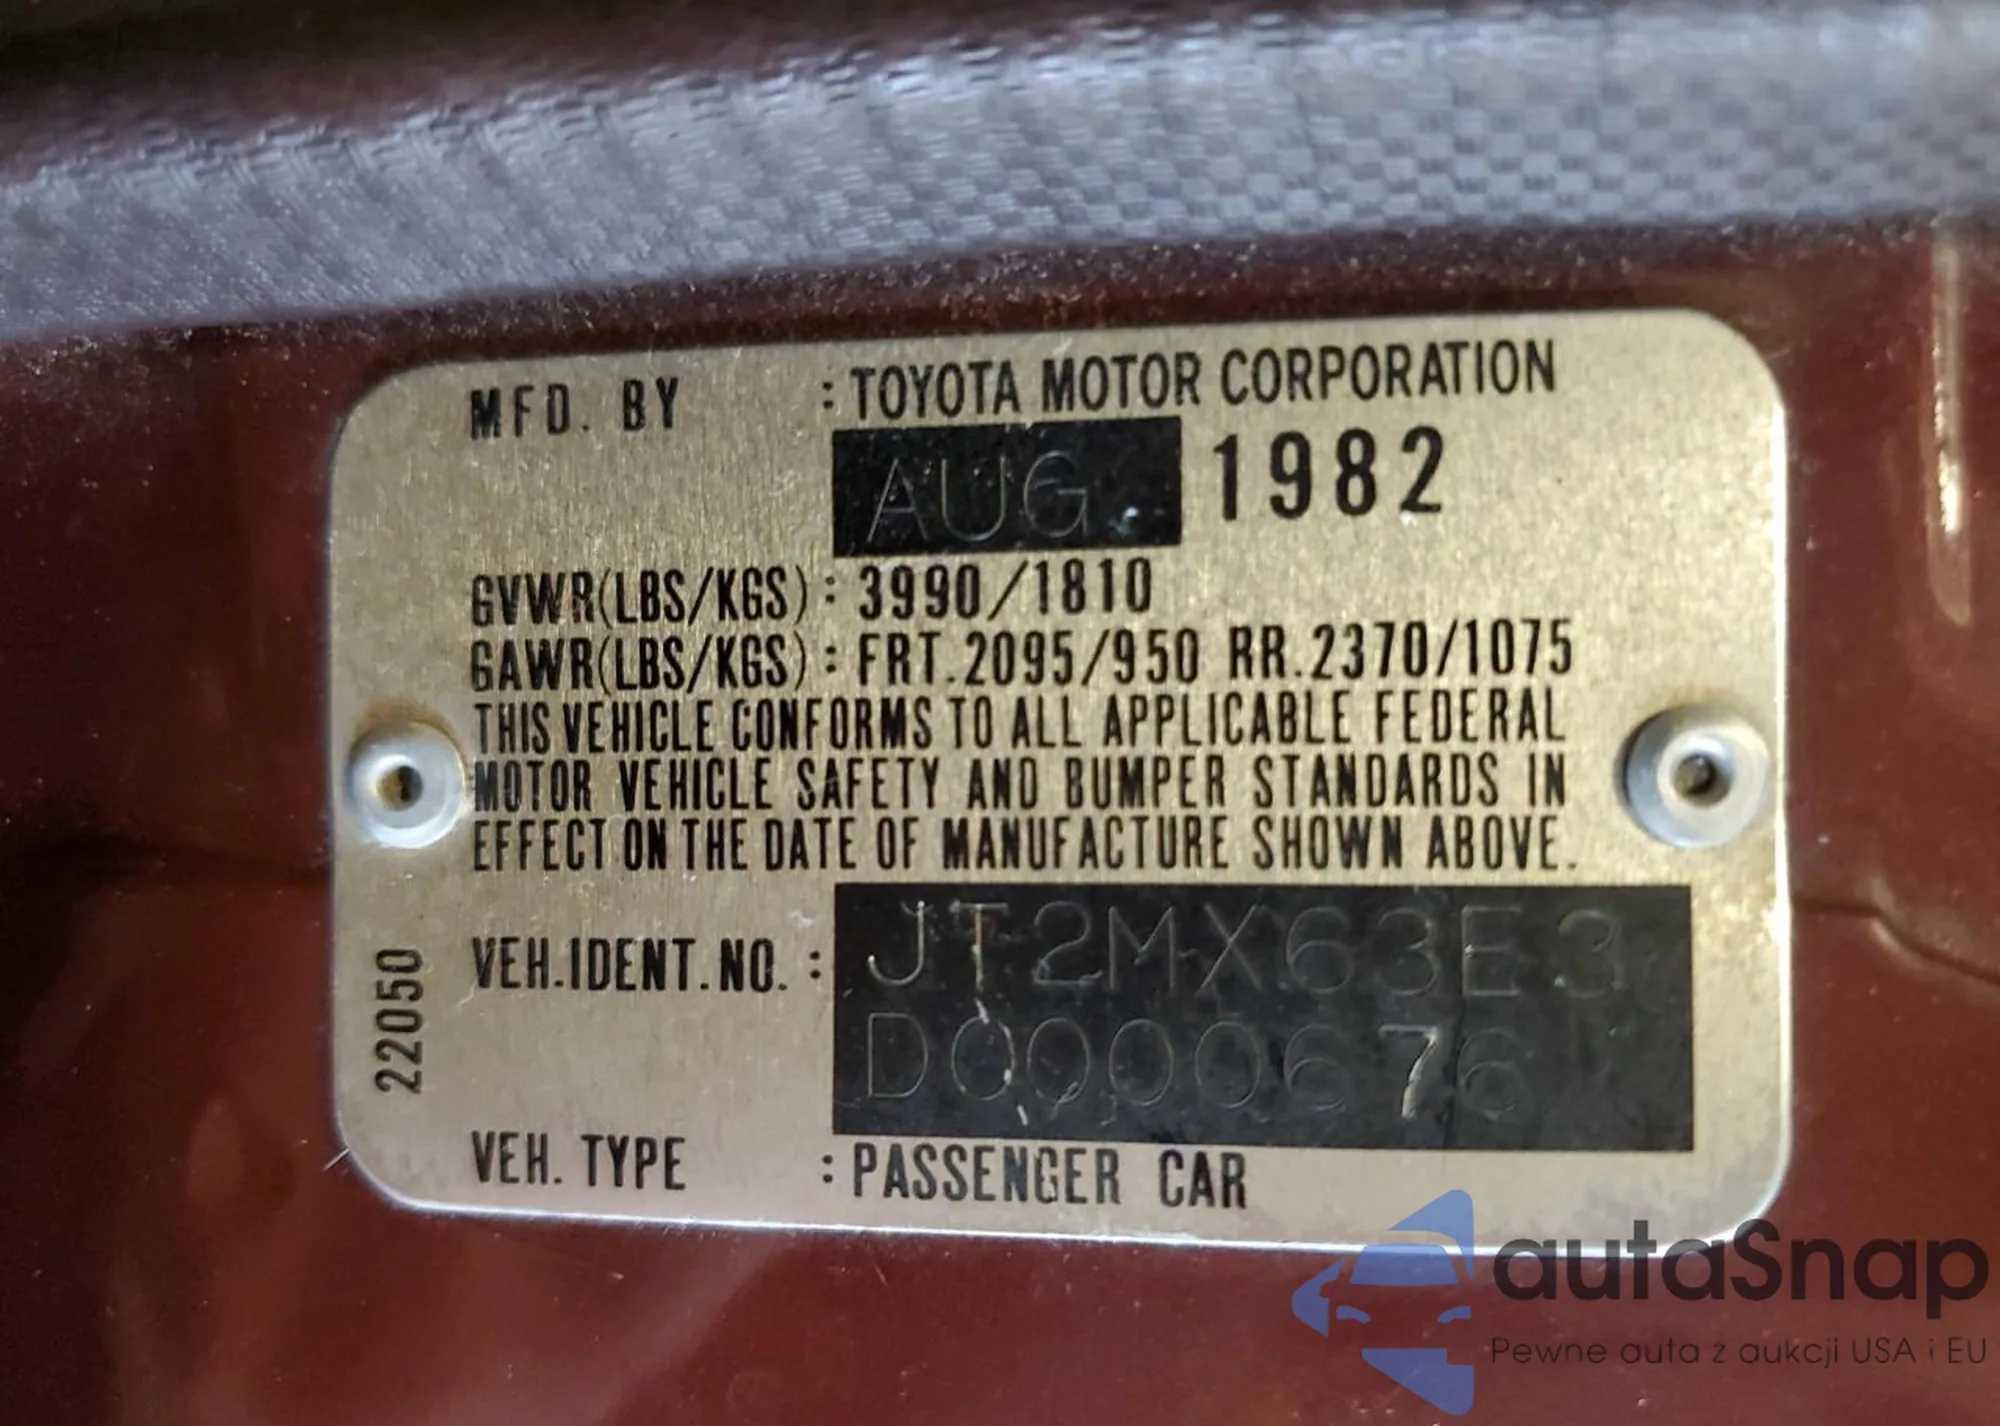 MFD. BY : TOYOTA MOTOR CORPORATION
AUG. 1982
GVWR(LBS/KGS) : 3990/1810
GAWR(LBS/KGS) : FRT.2095/950 RR.2370/1075
THIS VEHICLE CONFORMS TO ALL APPLICABLE FEDERAL
MOTOR VEHICLE SAFETY AND BUMPER STANDARDS IN
EFFECT ON THE DATE OF MANUFACTURE SHOWN ABOVE.
VEH.IDENT.NO. : JT2MX63E3
D0000676
VEH. TYPE : PASSENGER CAR
22050
autaSnap
Pewne auta z aukcji USA i EU